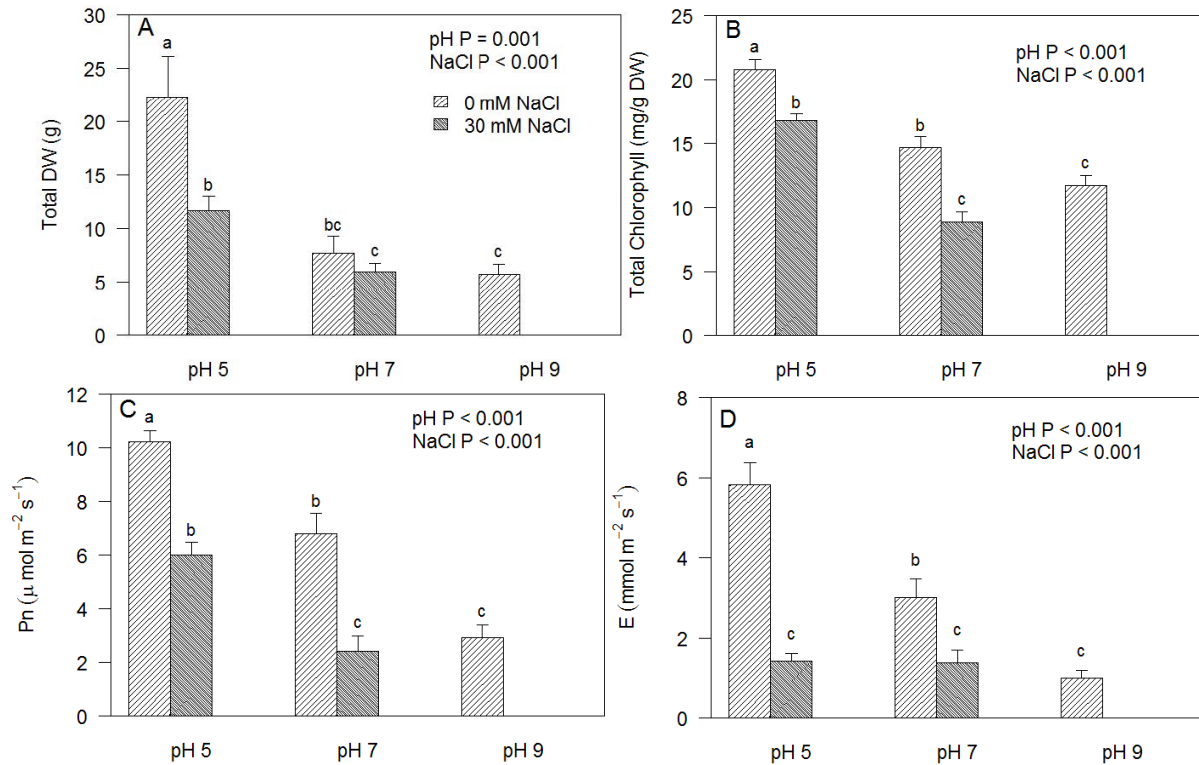 A
pH P = 0.001
NaCl P < 0.001
0 mM NaCl
30 mM NaCl
Total DW (g)
30
25
20
15
10
5
0
a
b
bc
c
c
pH 5
pH 7
pH 9
B
pH P < 0.001
NaCl P < 0.001
Total Chlorophyll (mg/g DW)
25
20
15
10
5
0
a
b
b
c
c
pH 5
pH 7
pH 9
C
pH P < 0.001
NaCl P < 0.001
Pn (μ mol m⁻² s⁻¹)
12
10
8
6
4
2
0
a
b
b
c
c
pH 5
pH 7
pH 9
D
pH P < 0.001
NaCl P < 0.001
E (mmol m⁻² s⁻¹)
8
6
4
2
0
a
c
b
c
c
pH 5
pH 7
pH 9